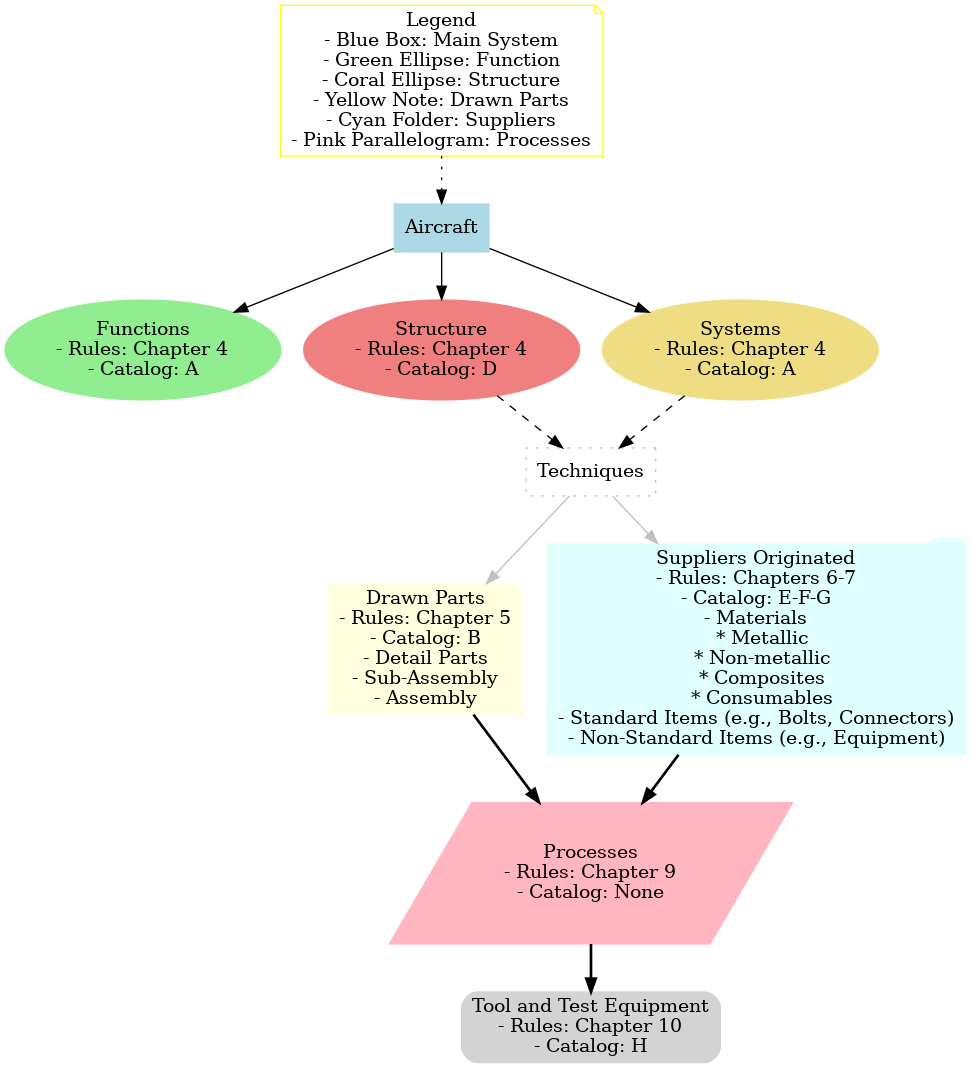 Legend
- Blue Box: Main System
- Green Ellipse: Function
- Coral Ellipse: Structure
- Yellow Note: Drawn Parts
- Cyan Folder: Suppliers
- Pink Parallelogram: Processes
Aircraft
Functions
- Rules: Chapter 4
- Catalog: A
Structure
- Rules: Chapter 4
- Catalog: D
Systems
- Rules: Chapter 4
- Catalog: A
Techniques
Drawn Parts
- Rules: Chapter 5
- Catalog: B
- Detail Parts
- Sub-Assembly
- Assembly
Suppliers Originated
- Rules: Chapters 6-7
- Catalog: E-F-G
- Materials
* Metallic
* Non-metallic
* Composites
* Consumables
- Standard Items (e.g., Bolts, Connectors)
- Non-Standard Items (e.g., Equipment)
Processes
- Rules: Chapter 9
- Catalog: None
Tool and Test Equipment
- Rules: Chapter 10
- Catalog: H